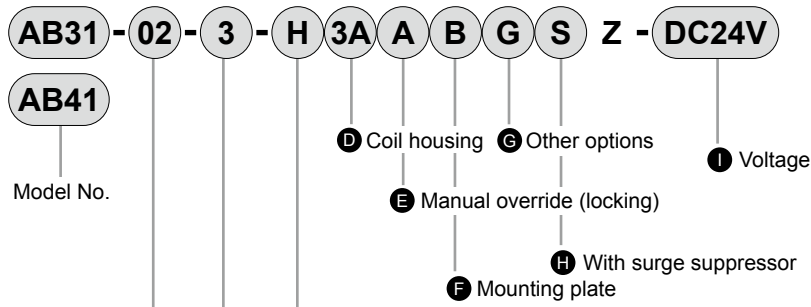 AB31 - 02 - 3 - H 3A A B G S Z - DC24V
AB41
D Coil housing
G Other options
I Voltage
Model No.
E Manual override (locking)
H With surge suppressor
F Mounting plate